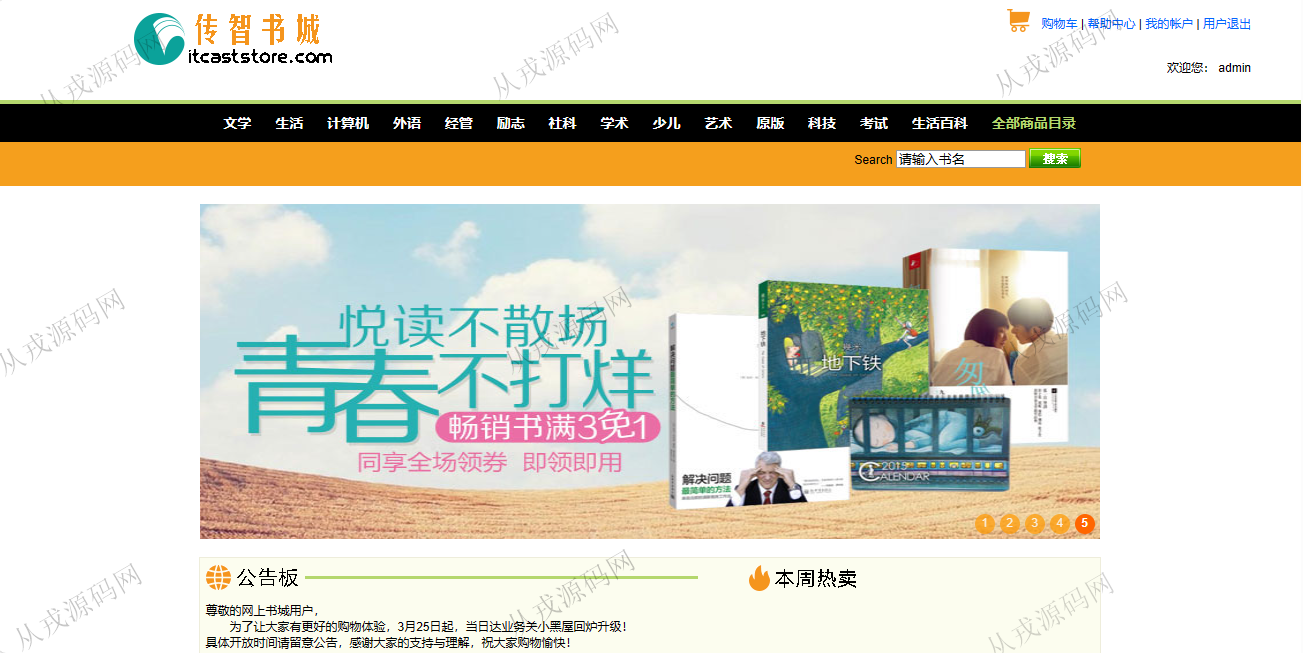 传智书城
itcaststore.com
购物车 | 帮助中心 | 我的帐户 | 用户退出
欢迎您： admin
文学 生活 计算机 外语 经管 励志 社科 学术 少儿 艺术 原版 科技 考试 生活百科 全部商品目录
Search 请输入书名 搜索
悦读不散场
青春不打烊
畅销书满3免1
同享全场领券 即领即用
解决问题
最简单的方法
地下铁
地下铁
匆
2015
CALENDAR
1 2 3 4 5
公告板
本周热卖
尊敬的网上书城用户，
为了让大家有更好的购物体验，3月25日起，当日达业务关小黑屋回炉升级！
具体开放时间请留意公告，感谢大家的支持与理解，祝大家购物愉快！
从戎源码网
从戎源码网
从戎源码网
从戎源码网
从戎源码网
从戎源码网
从戎源码网
从戎源码网
从戎源码网